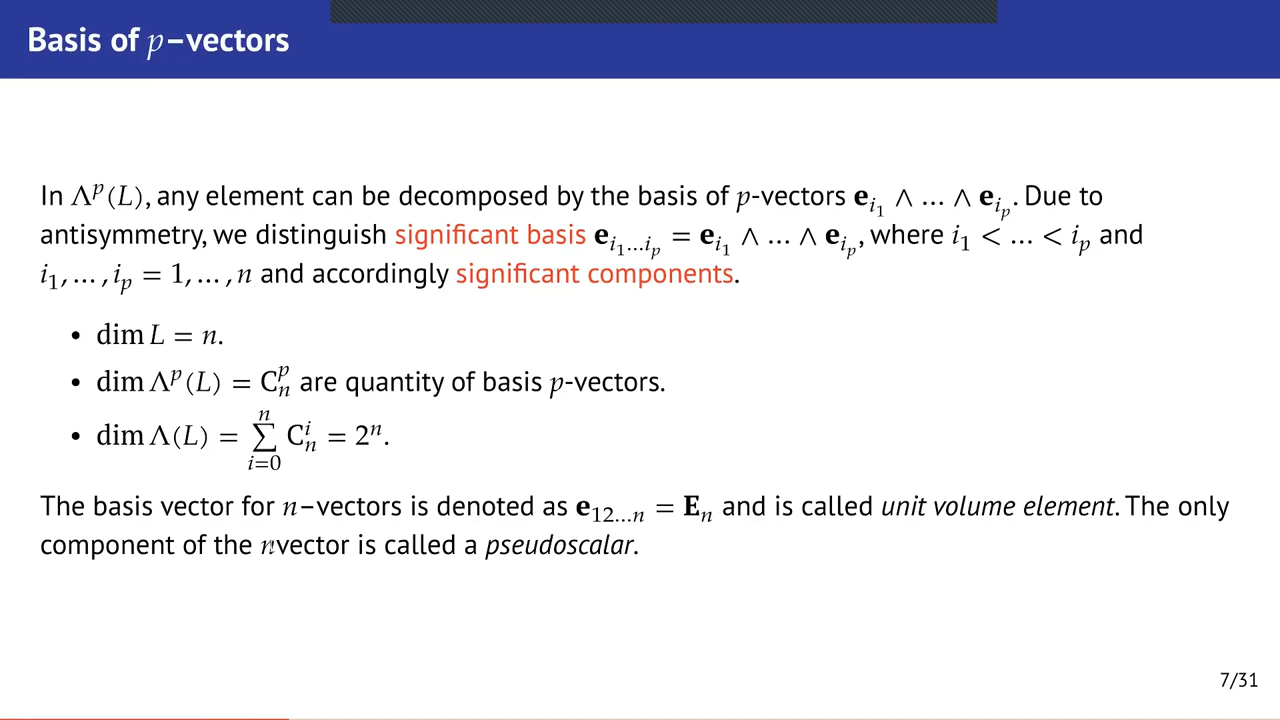 Basis of p–vectors
In Λᵖ(L), any element can be decomposed by the basis of p-vectors e_{i_1} ∧ … ∧ e_{i_p}. Due to
antisymmetry, we distinguish significant basis e_{i_1…i_p} = e_{i_1} ∧ … ∧ e_{i_p}, where i_1 < … < i_p and
i_1, … , i_p = 1, … , n and accordingly significant components.
• dim L = n.
• dim Λᵖ(L) = C_n^p are quantity of basis p-vectors.
• dim Λ(L) = ∑_{i=0}^{n} C_n^i = 2ⁿ.
The basis vector for n–vectors is denoted as e_{12…n} = E_n and is called unit volume element. The only
component of the n vector is called a pseudoscalar.
7/31